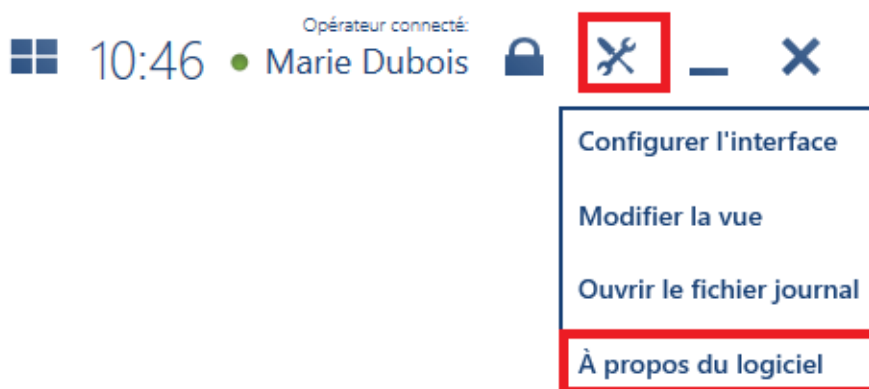 Opérateur connecté:
10:46 Marie Dubois
Configurer l'interface
Modifier la vue
Ouvrir le fichier journal
À propos du logiciel